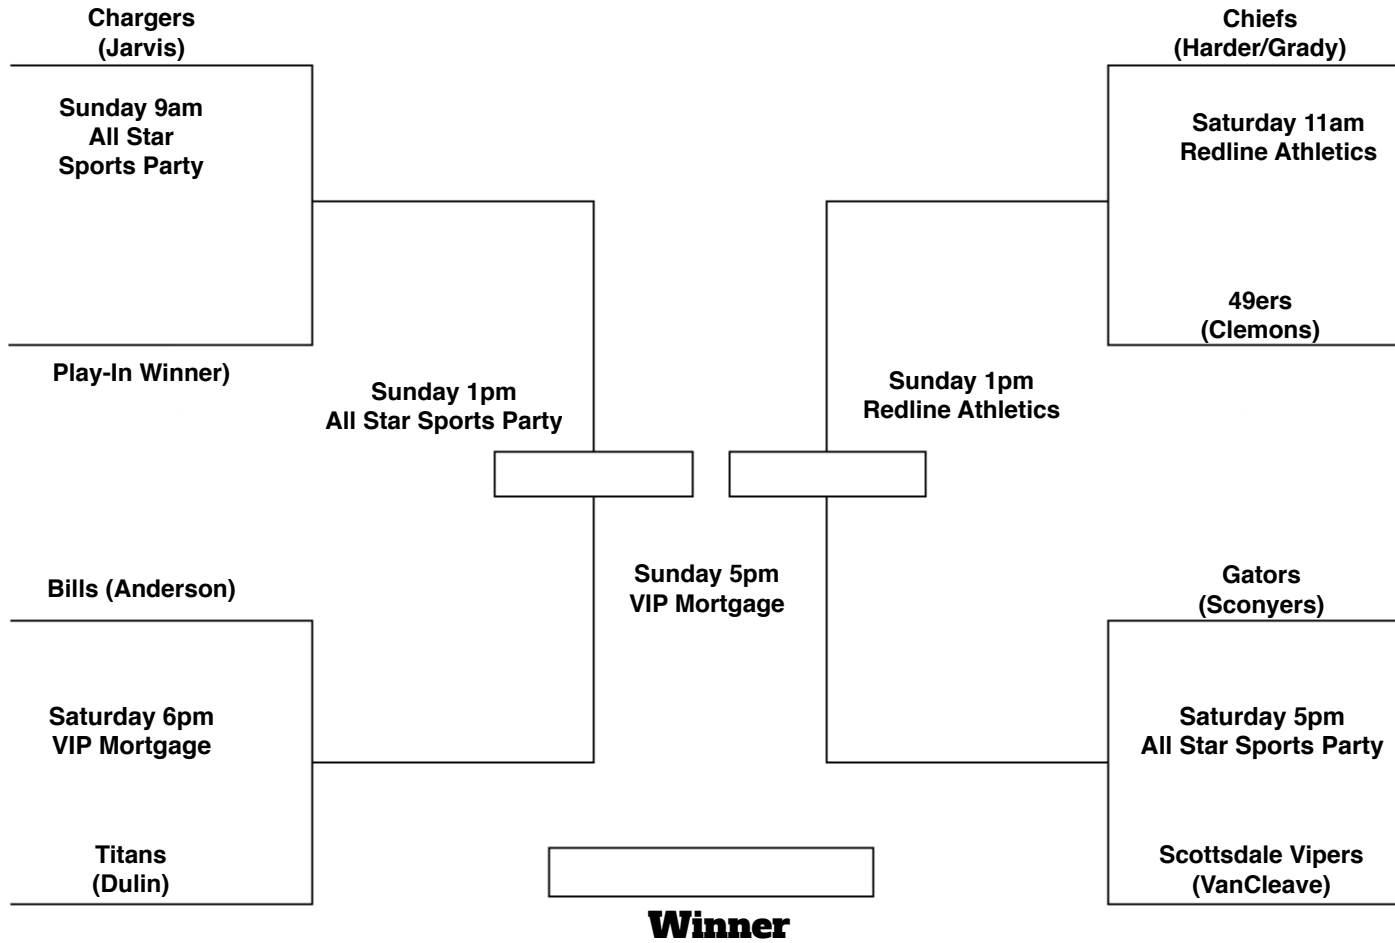 Chargers
(Jarvis)
Sunday 9am
All Star
Sports Party
Play-In Winner)
Sunday 1pm
All Star Sports Party
Bills (Anderson)
Saturday 6pm
VIP Mortgage
Titans
(Dulin)
Sunday 5pm
VIP Mortgage
Winner
Chiefs
(Harder/Grady)
Saturday 11am
Redline Athletics
49ers
(Clemons)
Sunday 1pm
Redline Athletics
Gators
(Sconyers)
Saturday 5pm
All Star Sports Party
Scottsdale Vipers
(VanCleave)